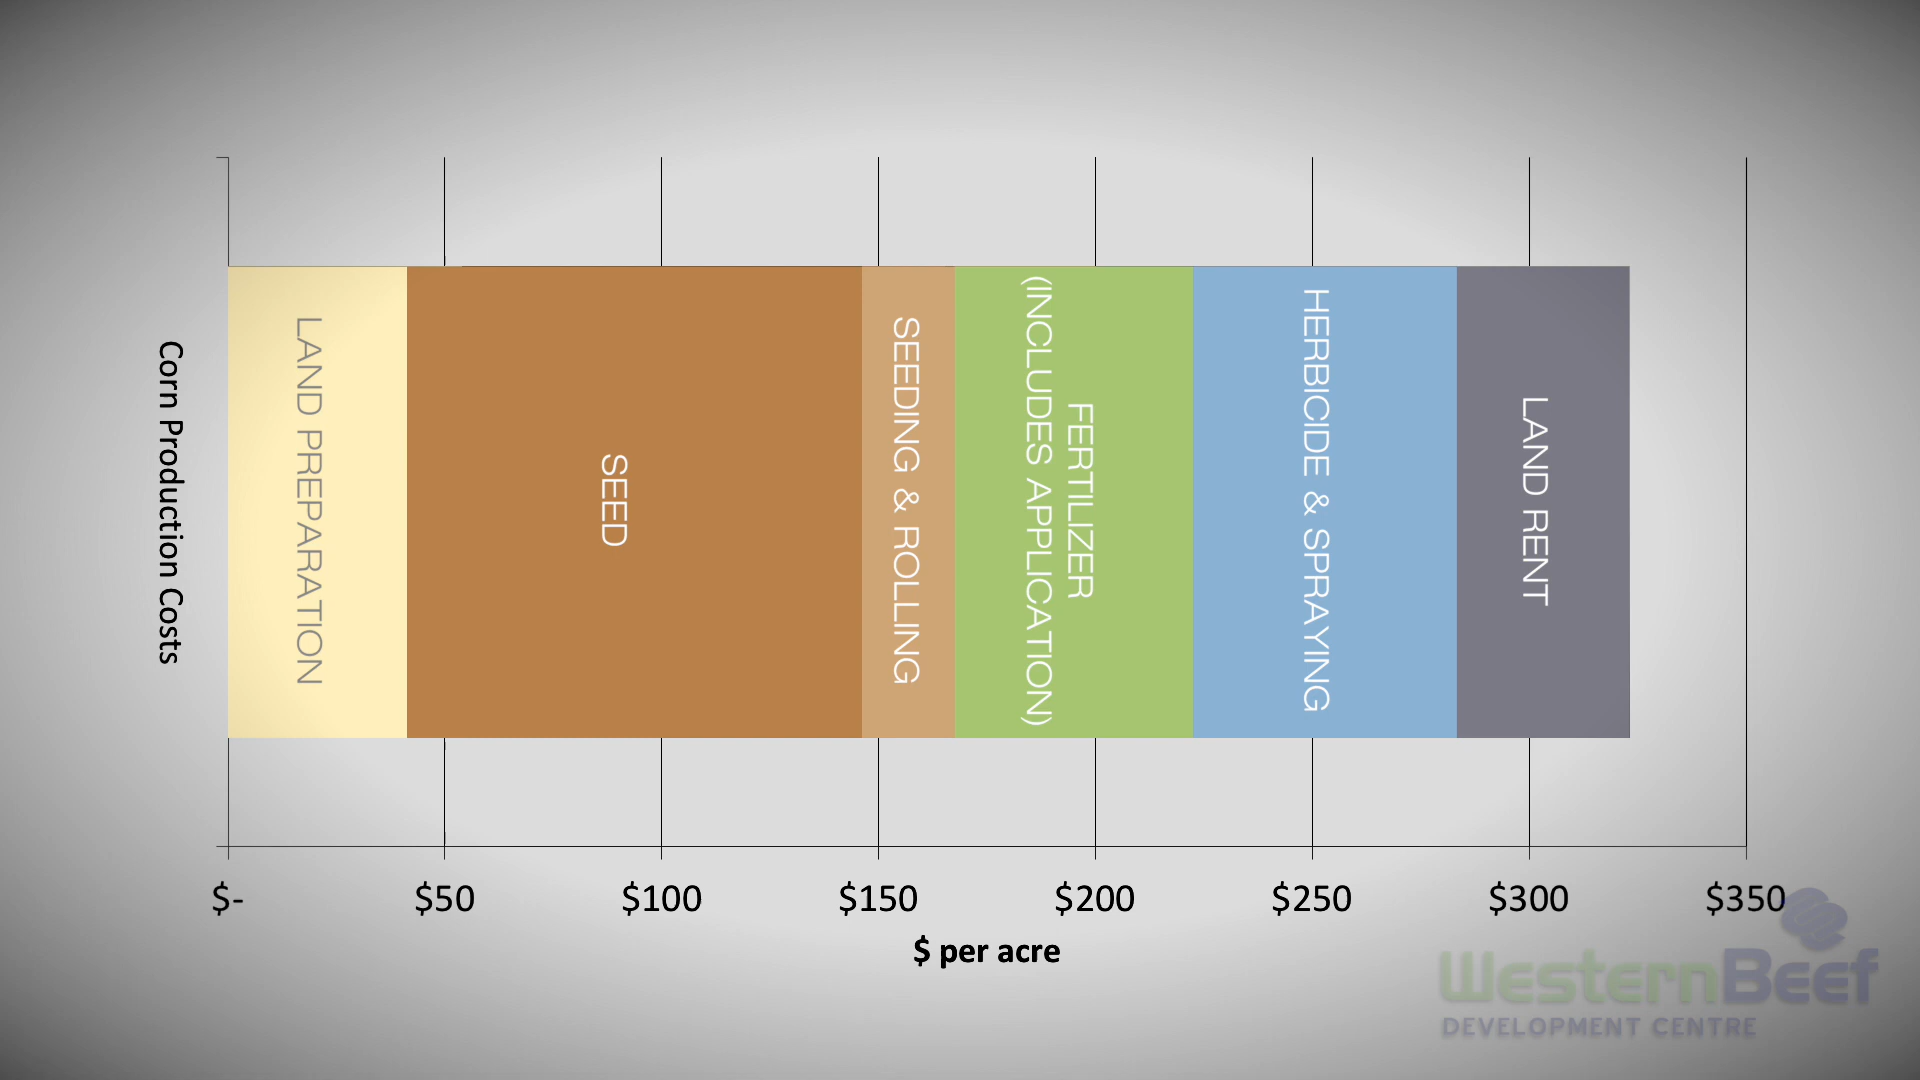 Corn Production Costs
LAND PREPARATION
SEED
SEEDING & ROLLING
FERTILIZER
(INCLUDES APPLICATION)
HERBICIDE & SPRAYING
LAND RENT
$- $50 $100 $150 $200 $250 $300 $350
$ per acre
WesternBeef
DEVELOPMENT CENTRE